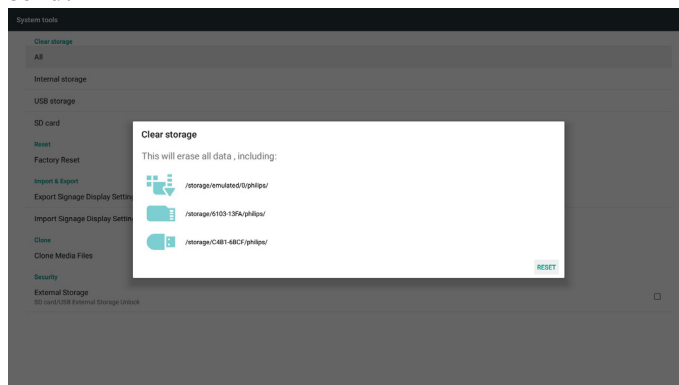 System tools
Clear storage
All
Internal storage
USB storage
SD card
Reset
Factory Reset
Import & Export
Export Signage Display Setting
Import Signage Display Settin
Clone
Clone Media Files
Security
External Storage
SD card/USB External Storage Unlock
Clear storage
This will erase all data , including:
/storage/emulated/0/philips/
/storage/6103-13FA/philips/
/storage/C4B1-6BCF/philips/
RESET